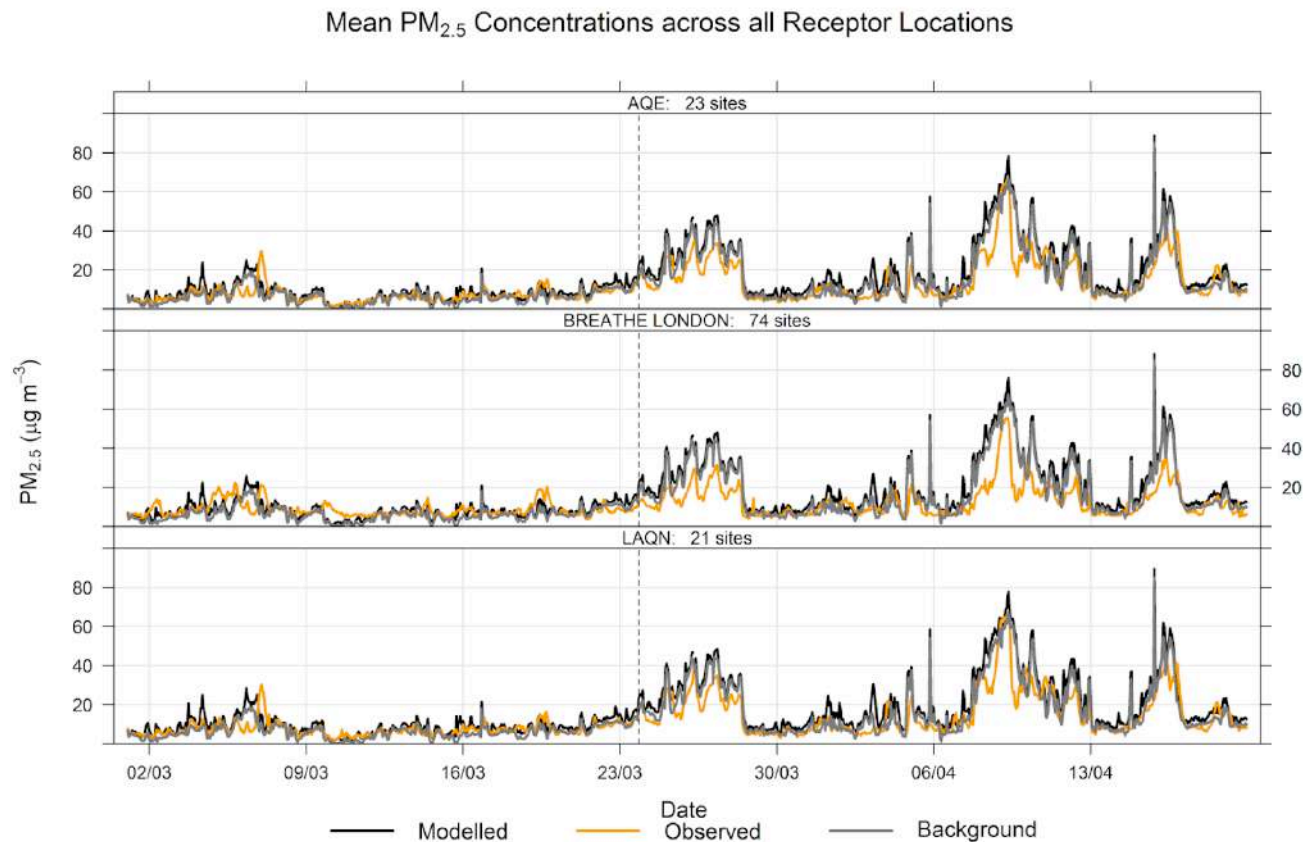 Mean PM2.5 Concentrations across all Receptor Locations
AQE: 23 sites
80
60
40
20
BREATHE LONDON: 74 sites
80
60
40
20
LAQN: 21 sites
80
60
40
20
PM2.5 (μg m−3)
02/03 09/03 16/03 23/03 30/03 06/04 13/04
Date
Modelled Observed Background